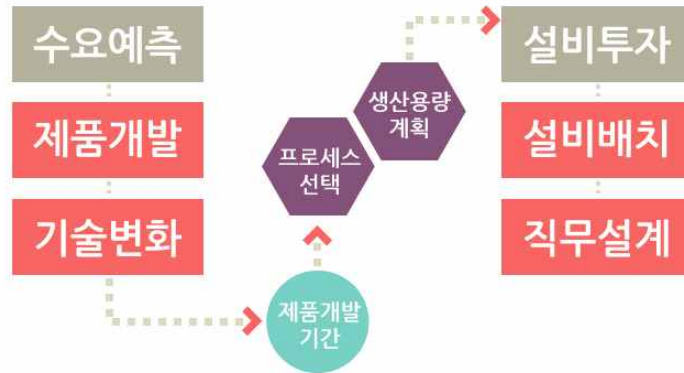 수요예측
제품개발
기술변화
제품개발
기간
프로세스
선택
생산용량
계획
설비투자
설비배치
직무설계